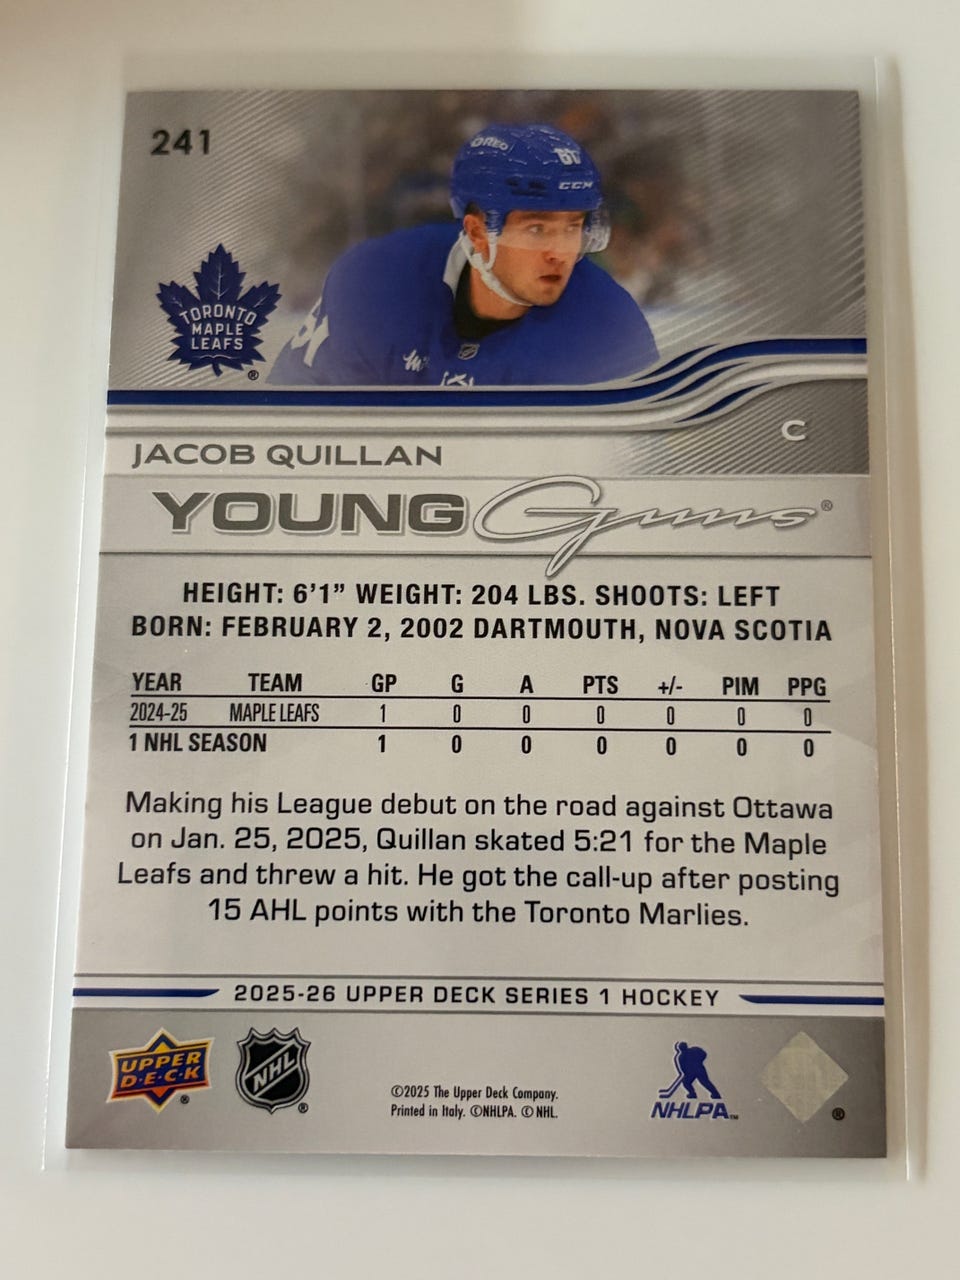 241
OREO
61
CCM
TORONTO
MAPLE
LEAFS
®
C
JACOB QUILLAN
YOUNG Guns®
HEIGHT: 6'1” WEIGHT: 204 LBS. SHOOTS: LEFT
BORN: FEBRUARY 2, 2002 DARTMOUTH, NOVA SCOTIA
YEAR TEAM GP G A PTS +/- PIM PPG
2024-25 MAPLE LEAFS 1 0 0 0 0 0 0
1 NHL SEASON 1 0 0 0 0 0 0
Making his League debut on the road against Ottawa
on Jan. 25, 2025, Quillan skated 5:21 for the Maple
Leafs and threw a hit. He got the call-up after posting
15 AHL points with the Toronto Marlies.
2025-26 UPPER DECK SERIES 1 HOCKEY
UPPER
D·E·C·K
®
NHL
®
©2025 The Upper Deck Company.
Printed in Italy. ©NHLPA. © NHL.
NHLPA™
®